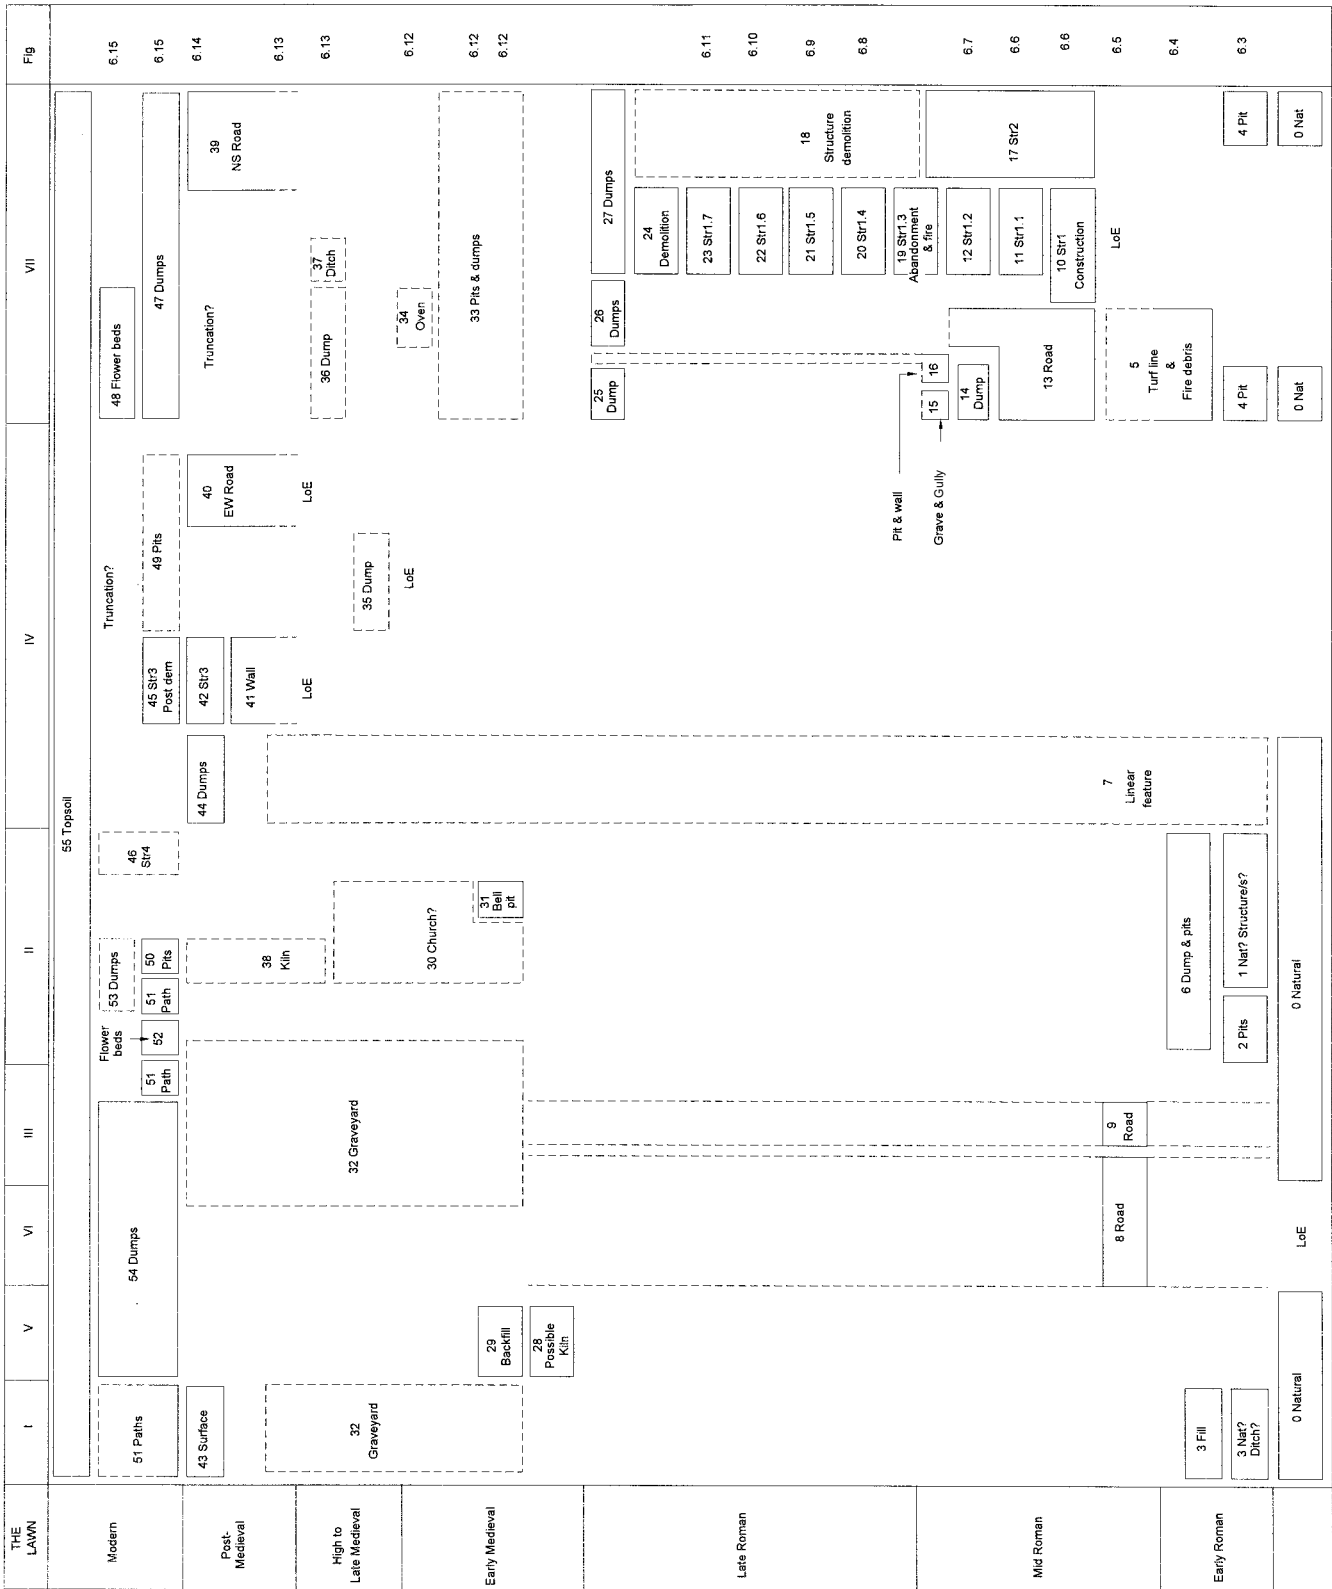 THE
LAWN
I
V
VI
III
II
IV
VII
Fig
Modern
55 Topsoil
51 Paths
54 Dumps
Flower
beds
53 Dumps
46
Str4
Truncation?
48 Flower beds
6.15
51
Path
52
51
Path
50
Pits
45 Str3
Post dem
49 Pits
47 Dumps
6.15
Post-
Medieval
43 Surface
44 Dumps
42 Str3
40
EW Road
Truncation?
39
NS Road
6.14
38
Kiln
41 Wall
6.13
High to
Late Medieval
32
Graveyard
32 Graveyard
30 Church?
LoE
LoE
36 Dump
37
Ditch
6.13
35 Dump
LoE
34
Oven
6.12
Early Medieval
33 Pits & dumps
29
Backfill
31
Bell
pit
6.12
6.12
28
Possible
Kiln
Late Roman
25
Dump
26
Dumps
27 Dumps
24
Demolition
18
Structure
demolition
23 Str1.7
6.11
22 Str1.6
6.10
21 Str1.5
6.9
20 Str1.4
6.8
Pit & wall
Grave & Gully
15
16
19 Str1.3
Abandonment
& fire
Mid Roman
14
Dump
12 Str1.2
6.7
13 Road
11 Str1.1
17 Str2
6.6
10 Str1
Construction
6.6
8 Road
9
Road
7
Linear
feature
5
Turf line
&
Fire debris
LoE
6.5
Early Roman
3 Fill
6 Dump & pits
6.4
3 Nat?
Ditch?
2 Pits
1 Nat? Structure/s?
4 Pit
4 Pit
6.3
0 Natural
LoE
0 Natural
0 Nat
0 Nat